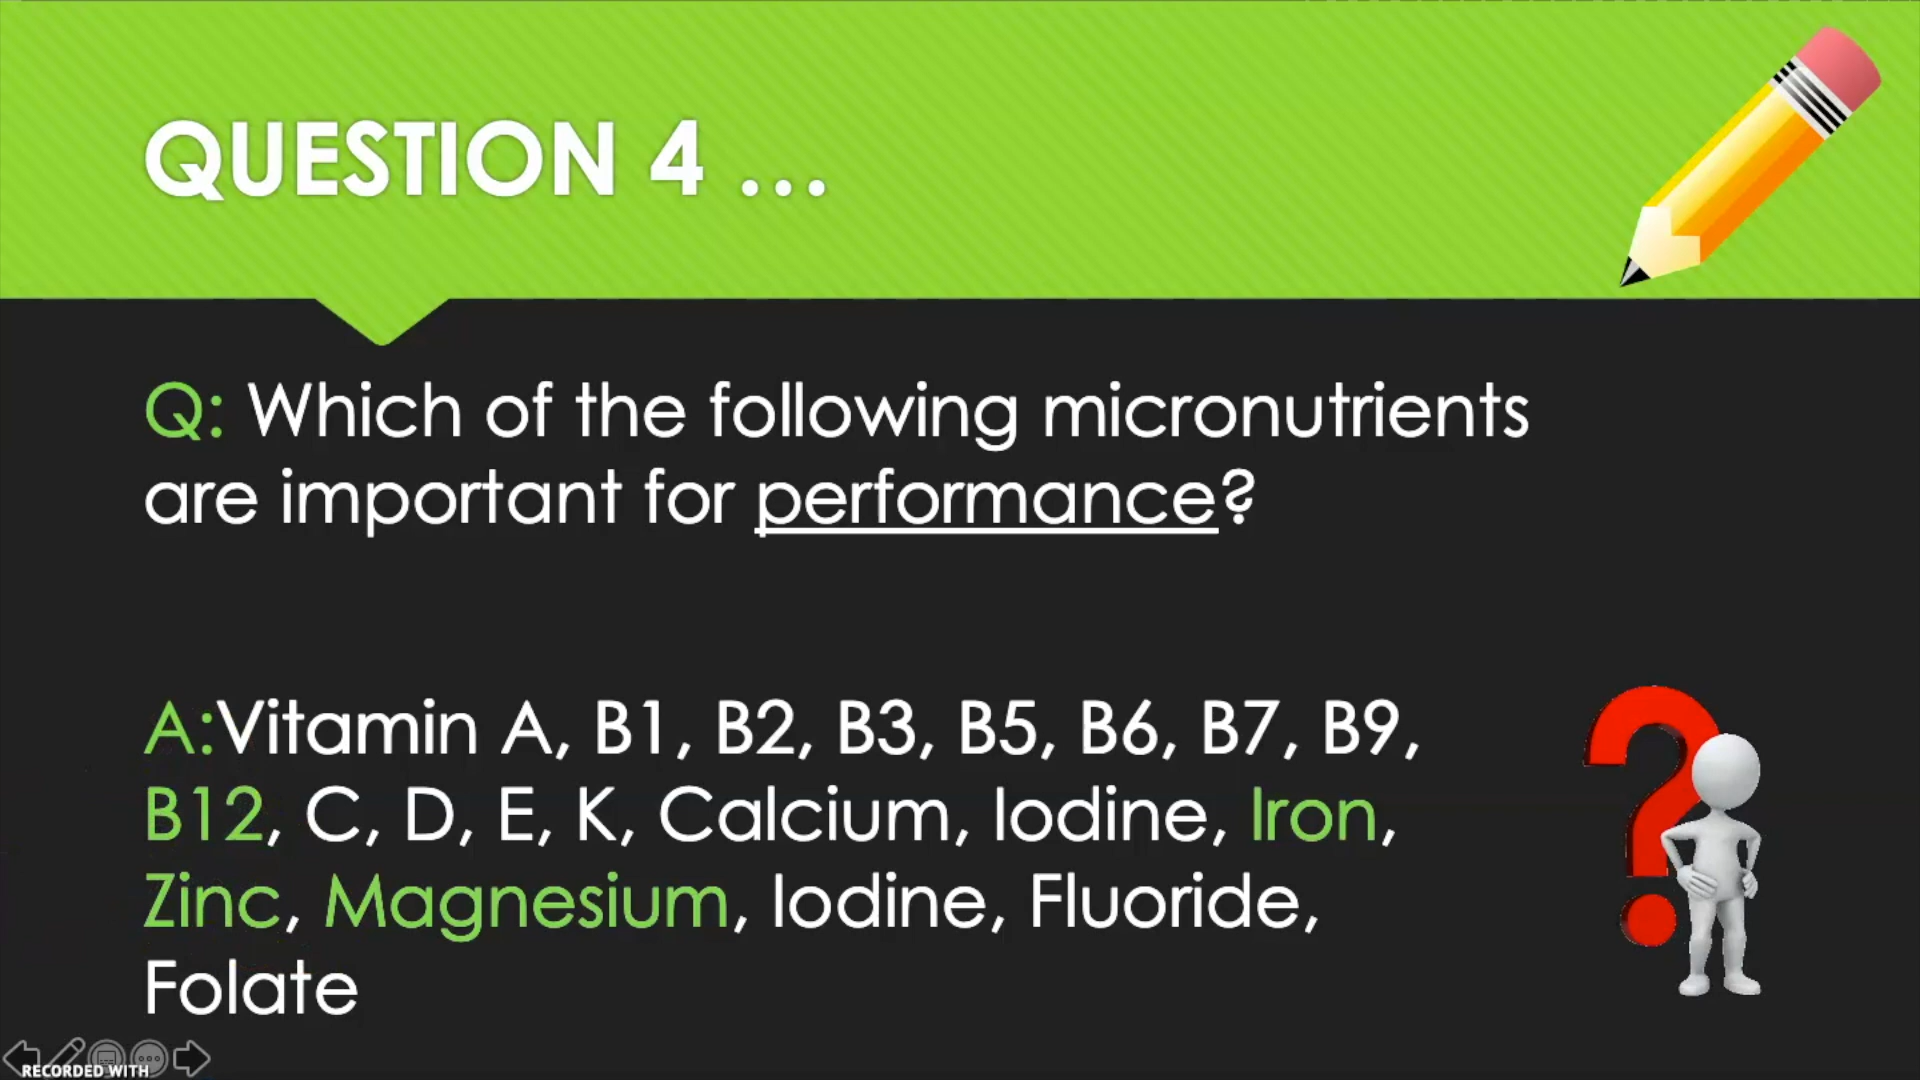 QUESTION 4 ...
Q: Which of the following micronutrients
are important for performance?
A:Vitamin A, B1, B2, B3, B5, B6, B7, B9,
B12, C, D, E, K, Calcium, Iodine, Iron,
Zinc, Magnesium, Iodine, Fluoride,
Folate
RECORDED WITH